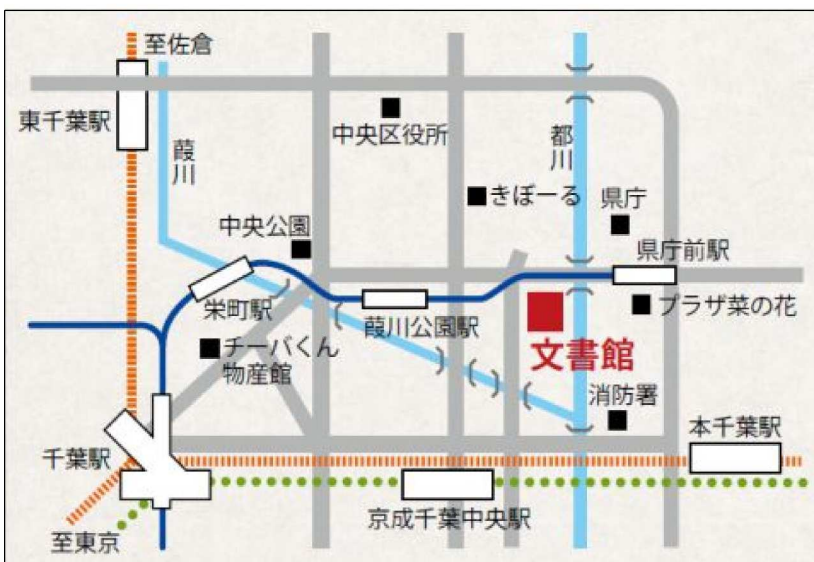 至佐倉
東千葉駅
葭川
中央区役所
都川
きぼーる
県庁
中央公園
県庁前駅
栄町駅
葭川公園駅
プラザ菜の花
チーバくん
物産館
文書館
消防署
本千葉駅
千葉駅
京成千葉中央駅
至東京